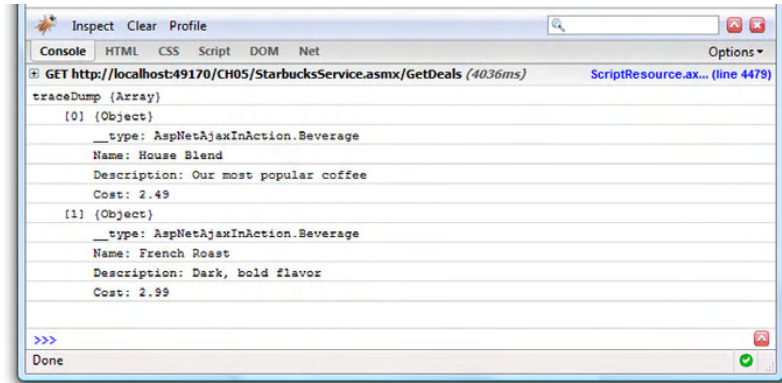 Inspect Clear Profile
Console HTML CSS Script DOM Net Options
GET http://localhost:49170/CH05/StarbucksService.asmx/GetDeals (4036ms) ScriptResource.ax... (line 4479)
traceDump {Array}
[0] {Object}
__type: AspNetAjaxInAction.Beverage
Name: House Blend
Description: Our most popular coffee
Cost: 2.49
[1] {Object}
__type: AspNetAjaxInAction.Beverage
Name: French Roast
Description: Dark, bold flavor
Cost: 2.99
>>>
Done